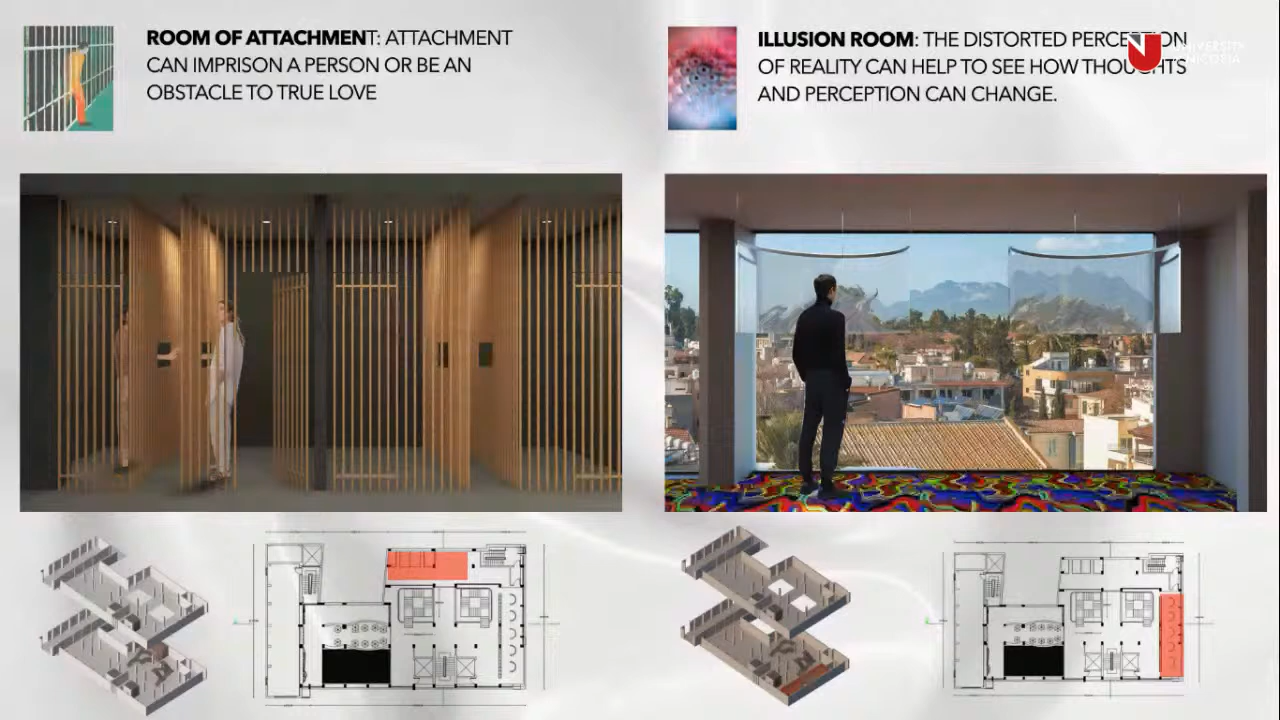 ROOM OF ATTACHMENT: ATTACHMENT
CAN IMPRISON A PERSON OR BE AN
OBSTACLE TO TRUE LOVE
ILLUSION ROOM: THE DISTORTED PERCEPTION
OF REALITY CAN HELP TO SEE HOW THOUGHTS
AND PERCEPTION CAN CHANGE.
UNIVERSITY